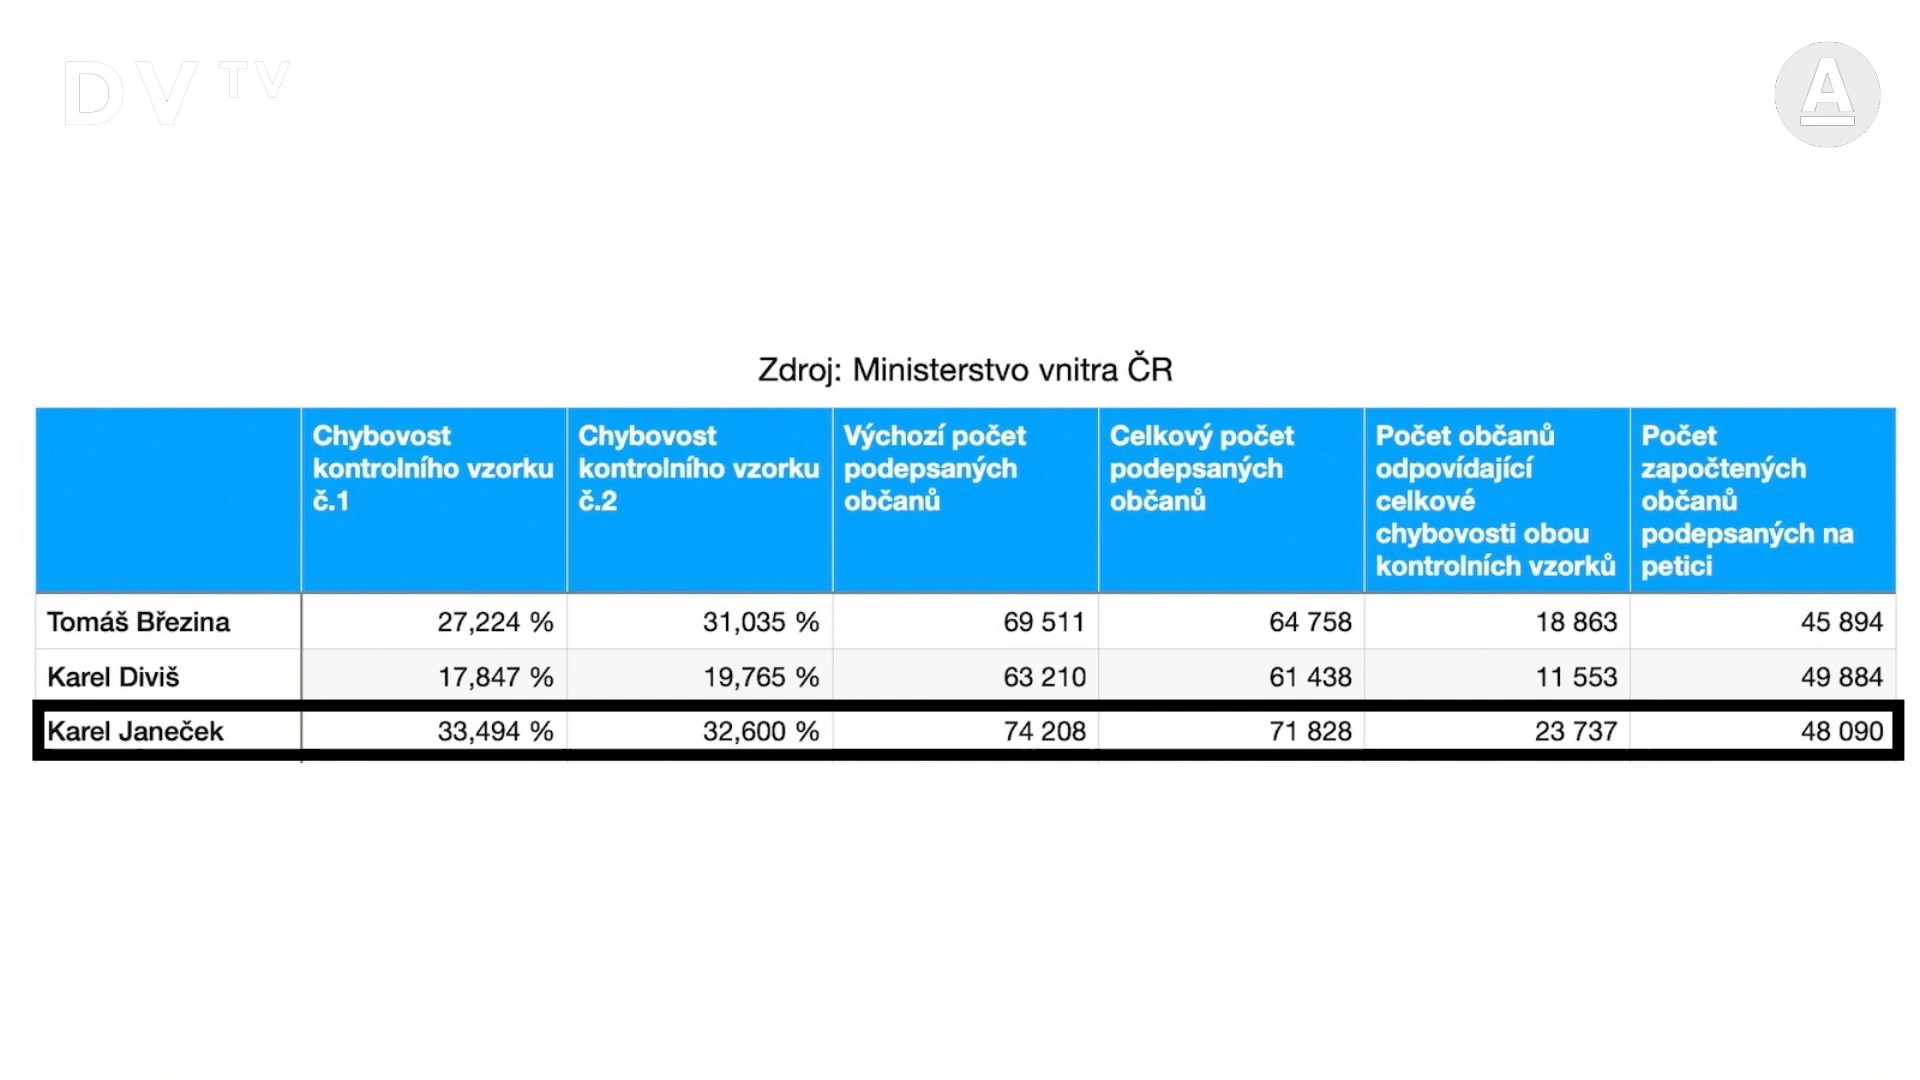 DVTV
A
Zdroj: Ministerstvo vnitra ČR
Chybovost kontrolního vzorku č.1
Chybovost kontrolního vzorku č.2
Výchozí počet podepsaných občanů
Celkový počet podepsaných občanů
Počet občanů odpovídající celkové chybovosti obou kontrolních vzorků
Počet započtených občanů podepsaných na petici
Tomáš Březina 27,224 % 31,035 % 69 511 64 758 18 863 45 894
Karel Diviš 17,847 % 19,765 % 63 210 61 438 11 553 49 884
Karel Janeček 33,494 % 32,600 % 74 208 71 828 23 737 48 090